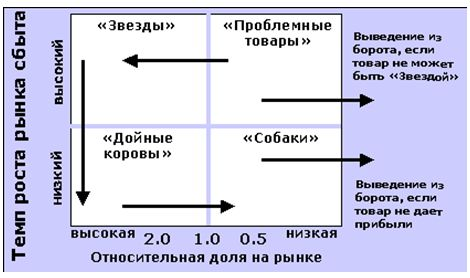 «Звезды»
«Проблемные
товары»
Выведение из
борота, если
товар не может
быть «Звездой»
Темп роста рынка сбыта
высокий
низкий
«Дойные
коровы»
«Собаки»
Выведение из
борота, если
товар не дает
прибыли
высокая 2.0 1.0 0.5 низкая
Относительная доля на рынке